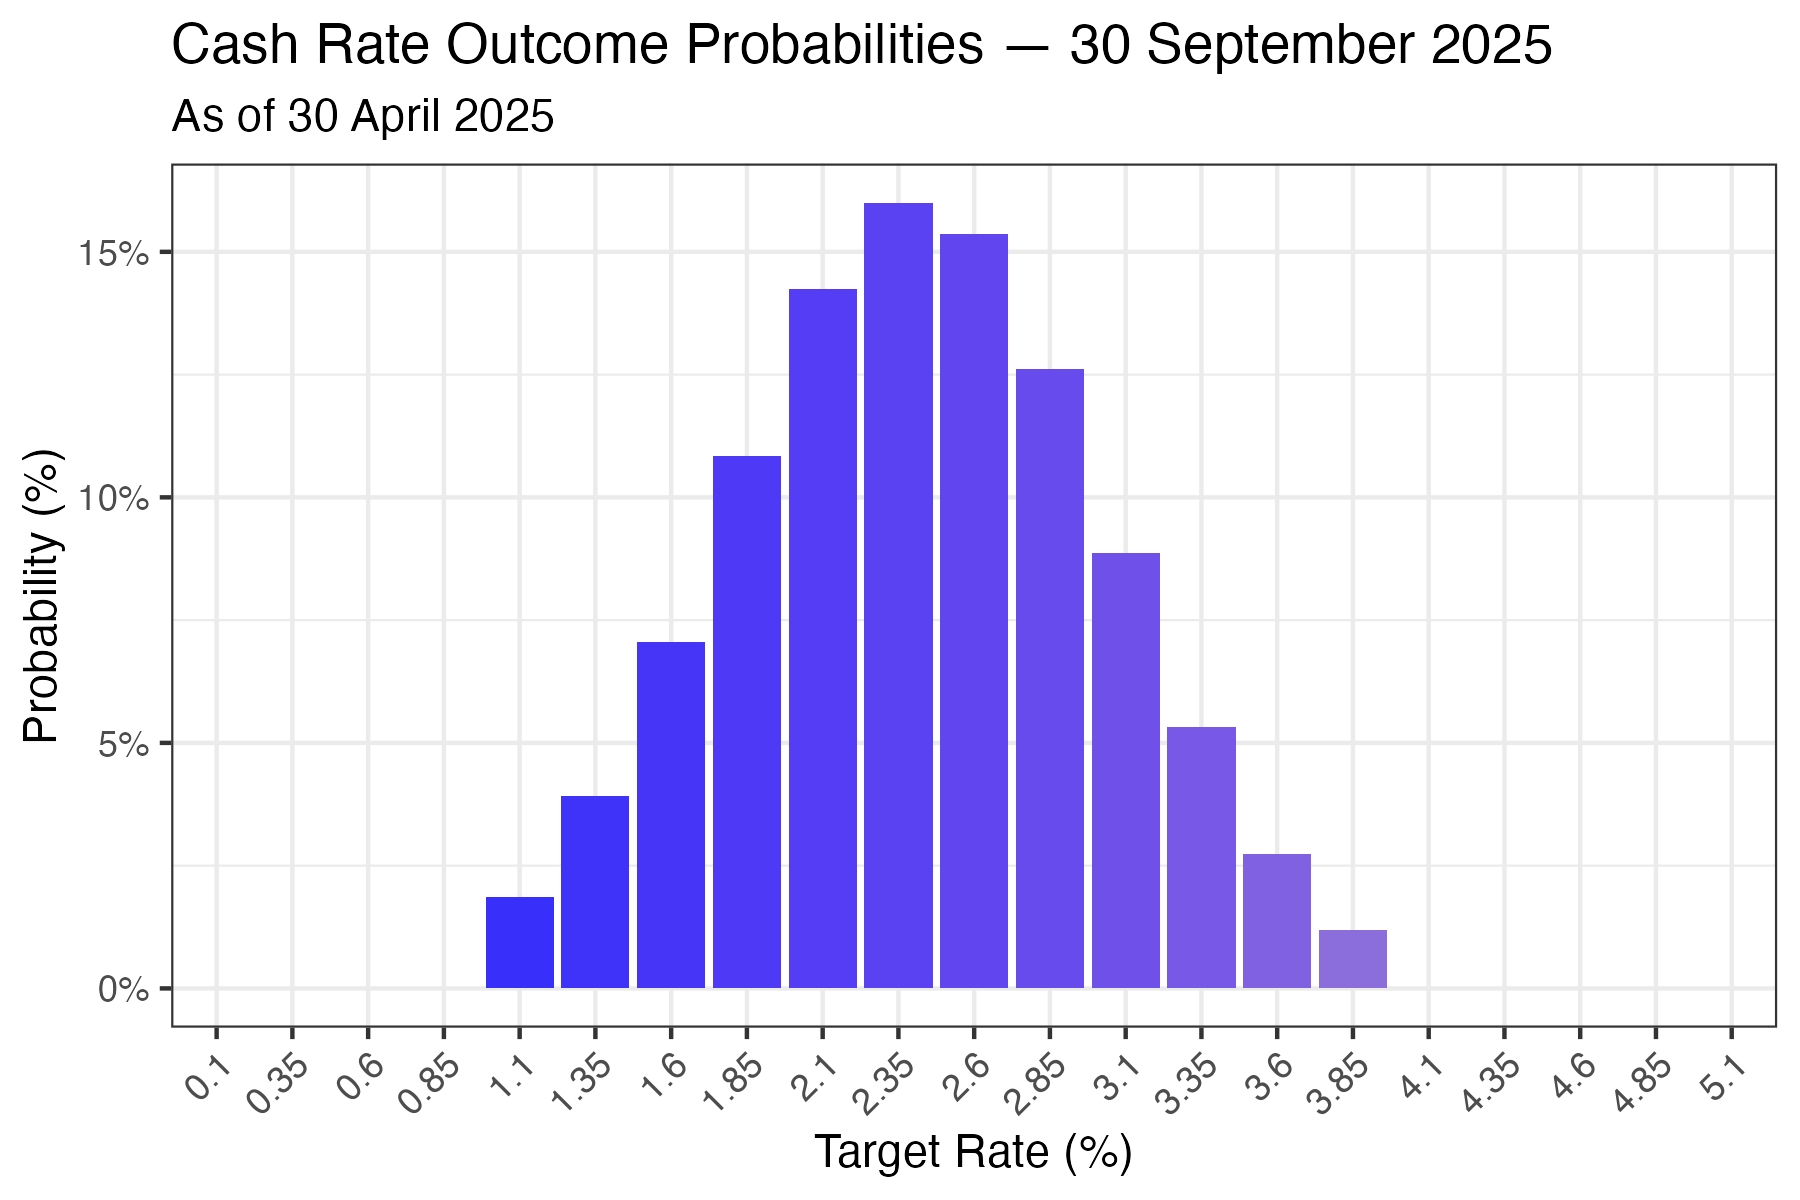 Cash Rate Outcome Probabilities — 30 September 2025
As of 30 April 2025
Probability (%)
15%
10%
5%
0%
0.1 0.35 0.6 0.85 1.1 1.35 1.6 1.85 2.1 2.35 2.6 2.85 3.1 3.35 3.6 3.85 4.1 4.35 4.6 4.85 5.1
Target Rate (%)